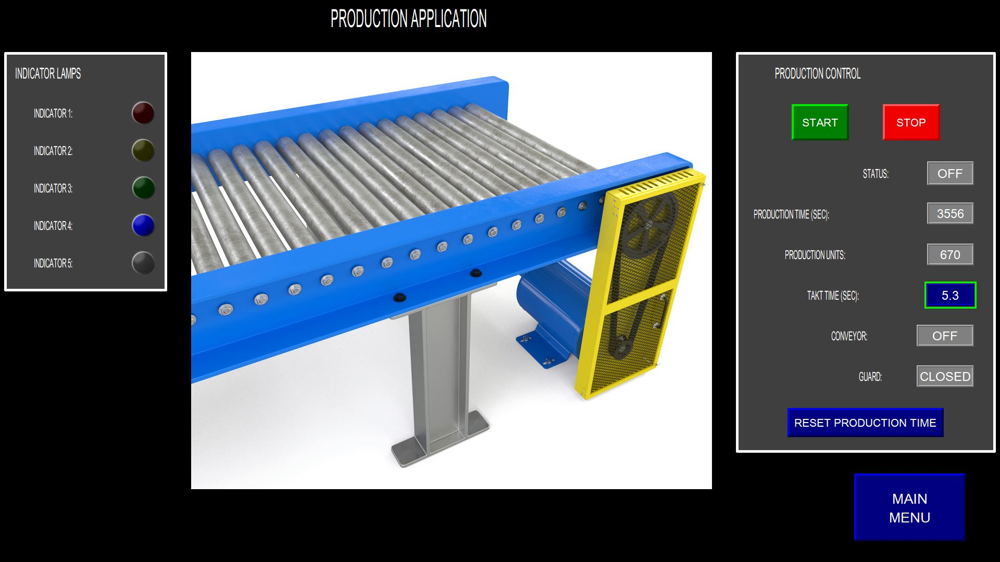 PRODUCTION APPLICATION
INDICATOR LAMPS
INDICATOR 1:
INDICATOR 2:
INDICATOR 3:
INDICATOR 4:
INDICATOR 5:
PRODUCTION CONTROL
START STOP
STATUS: OFF
PRODUCTION TIME (SEC): 3556
PRODUCTION UNITS: 670
TAKT TIME (SEC): 5.3
CONVEYOR: OFF
GUARD: CLOSED
RESET PRODUCTION TIME
MAIN
MENU